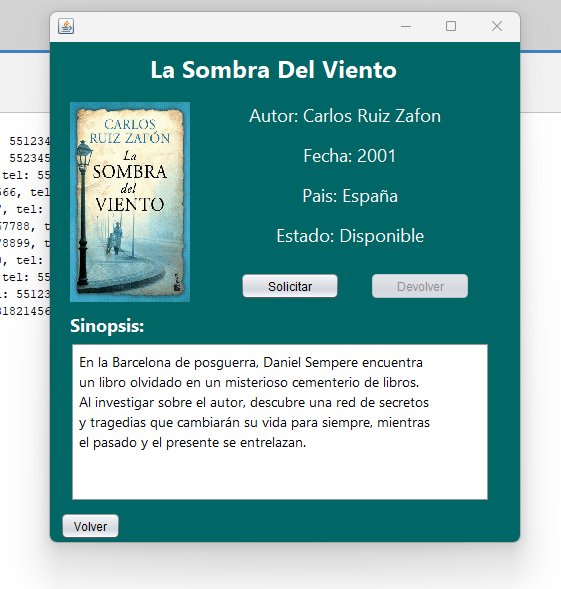 La Sombra Del Viento
CARLOS
RUIZ ZAFÓN
La
SOMBRA
del
VIENTO
Autor: Carlos Ruiz Zafon
Fecha: 2001
Pais: España
Estado: Disponible
Solicitar
Devolver
Sinopsis:
En la Barcelona de posguerra, Daniel Sempere encuentra
un libro olvidado en un misterioso cementerio de libros.
Al investigar sobre el autor, descubre una red de secretos
y tragedias que cambiarán su vida para siempre, mientras
el pasado y el presente se entrelazan.
Volver
551234
552345
tel: 55
566, tel
tel:
7788, t
78899, t
tel: 55
: 55123
81821456